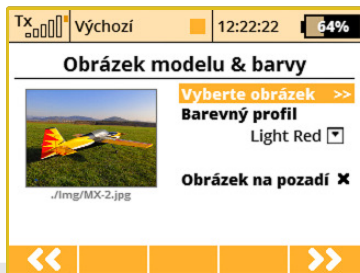 Tx Výchozí 12:22:22 64%
Obrázek modelu & barvy
Vyberte obrázek >>
Barevný profil
Light Red
Obrázek na pozadí ✖
./Img/MX-2.jpg